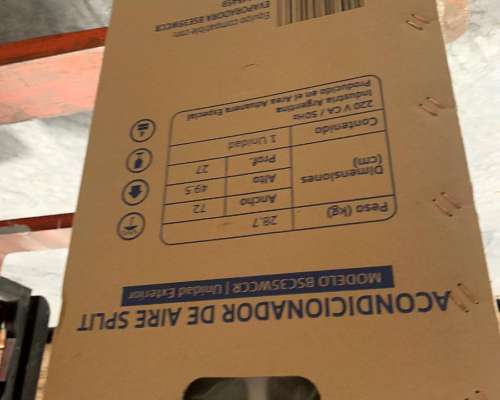 ACONDICIONADOR DE AIRE SPLIT
MODELO BSC35WCCR | Unidad Exterior
Peso (kg) 28.7
Dimensiones (cm) Ancho 72
Alto 49.5
Prof. 27
Contenido 1 Unidad
220 V CA / 50Hz
Industria Argentina
Producido en el Area Aduanera Especial
Equipo compatible con:
EVAPORADORA BSE35WCCR